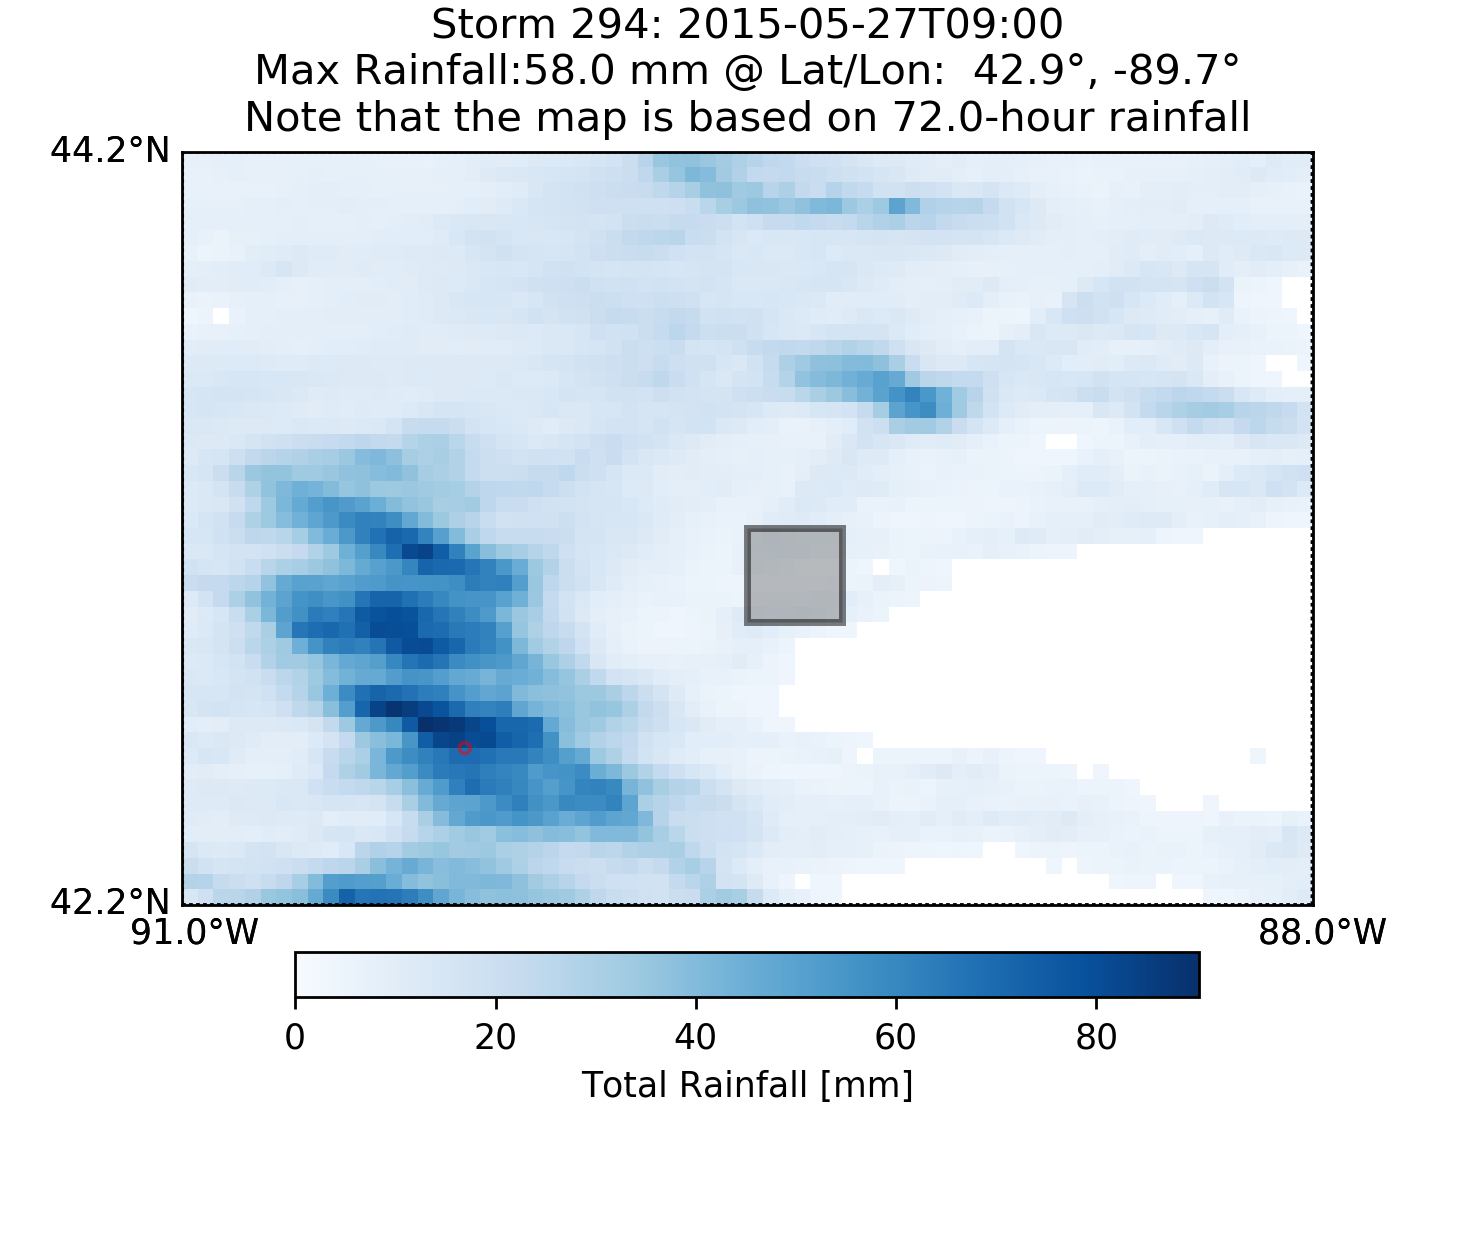 Storm 294: 2015-05-27T09:00
Max Rainfall:58.0 mm @ Lat/Lon:  42.9°, -89.7°
Note that the map is based on 72.0-hour rainfall
44.2°N
42.2°N
91.0°W 88.0°W
0 20 40 60 80
Total Rainfall [mm]